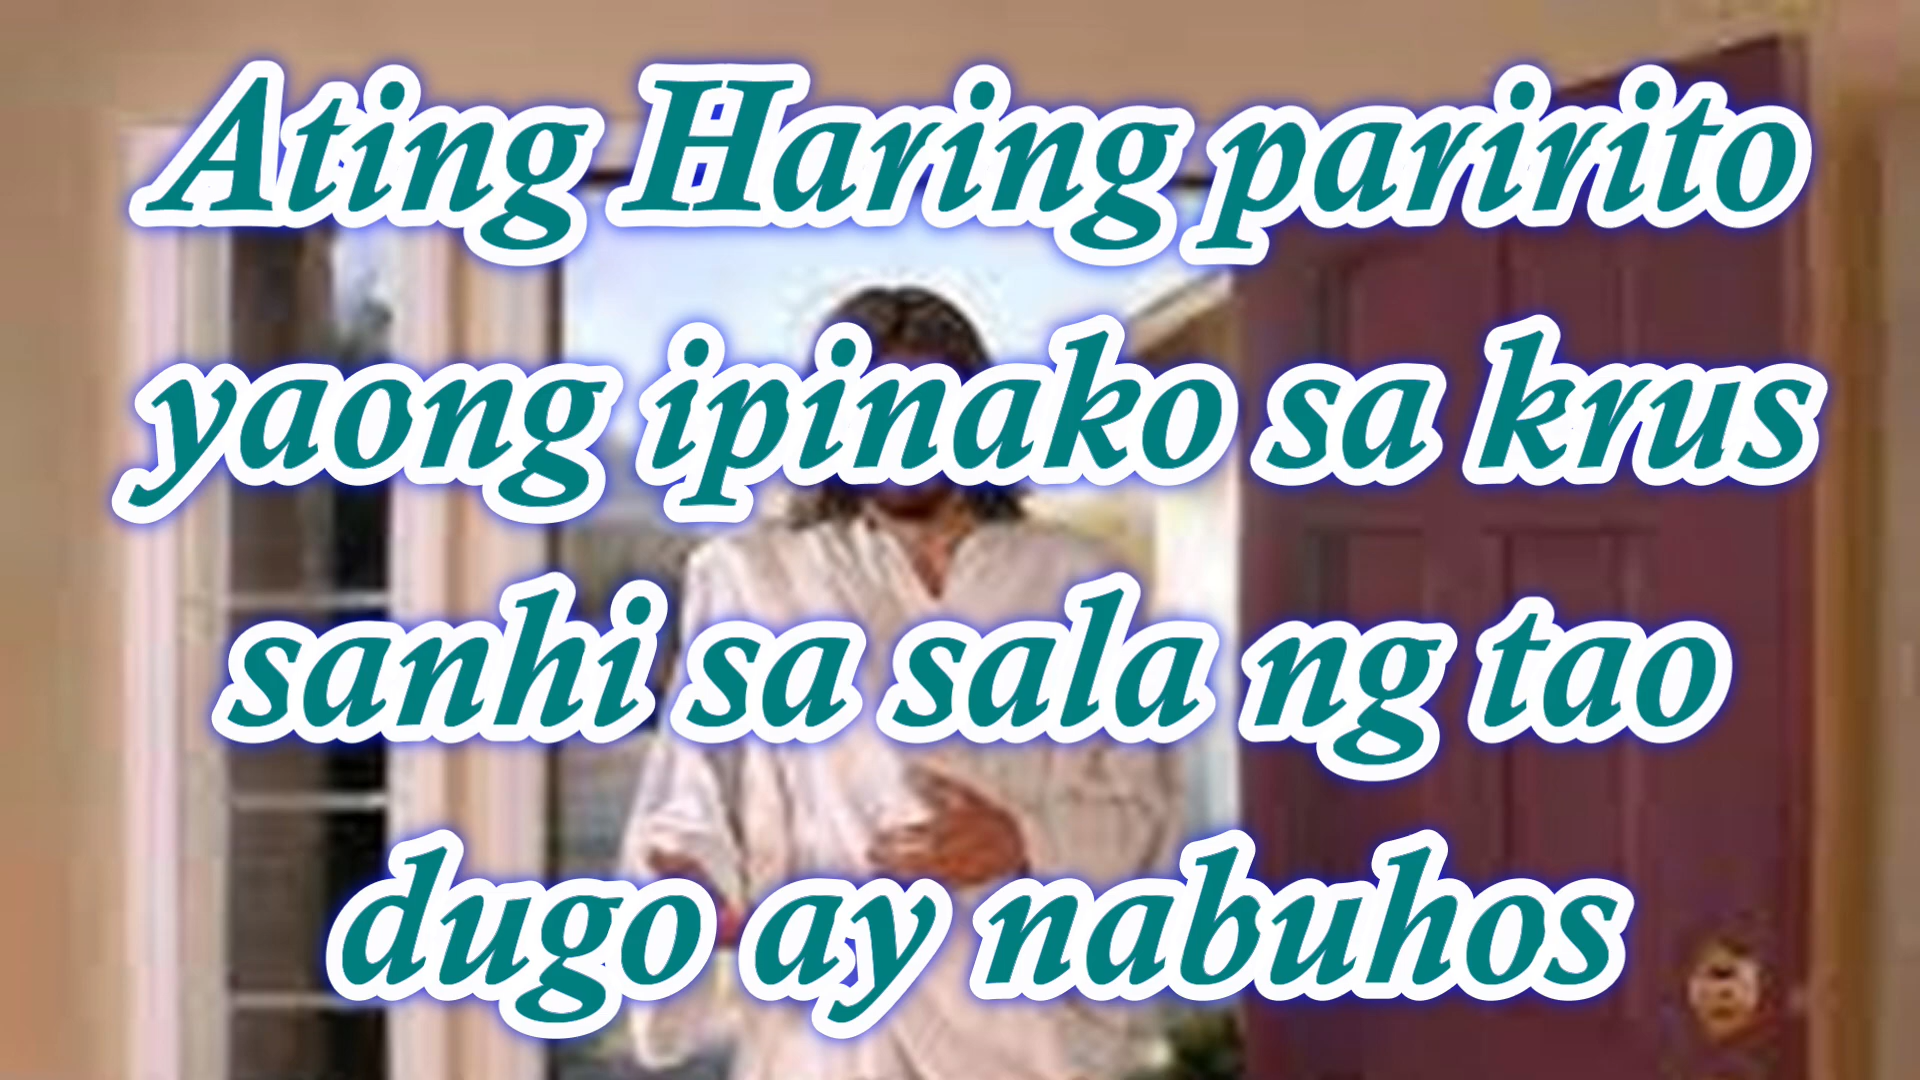 Ating Haring paririto
yaong ipinako sa krus
sanhi sa sala ng tao
dugo ay nabuhos